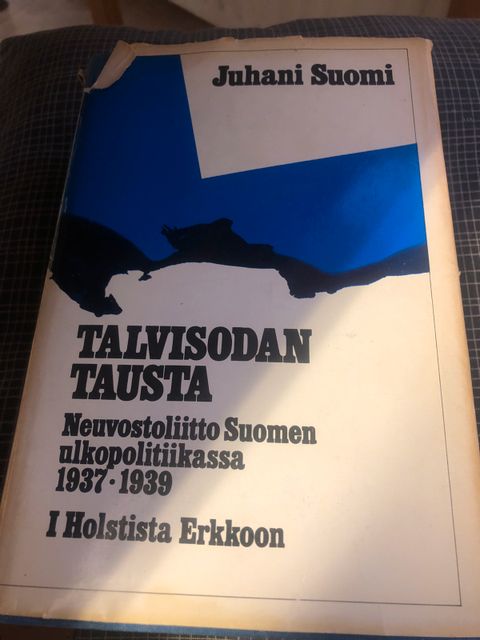 Juhani Suomi
TALVISODAN
TAUSTA
Neuvostoliitto Suomen
ulkopolitiikassa
1937·1939
I Holstista Erkkoon